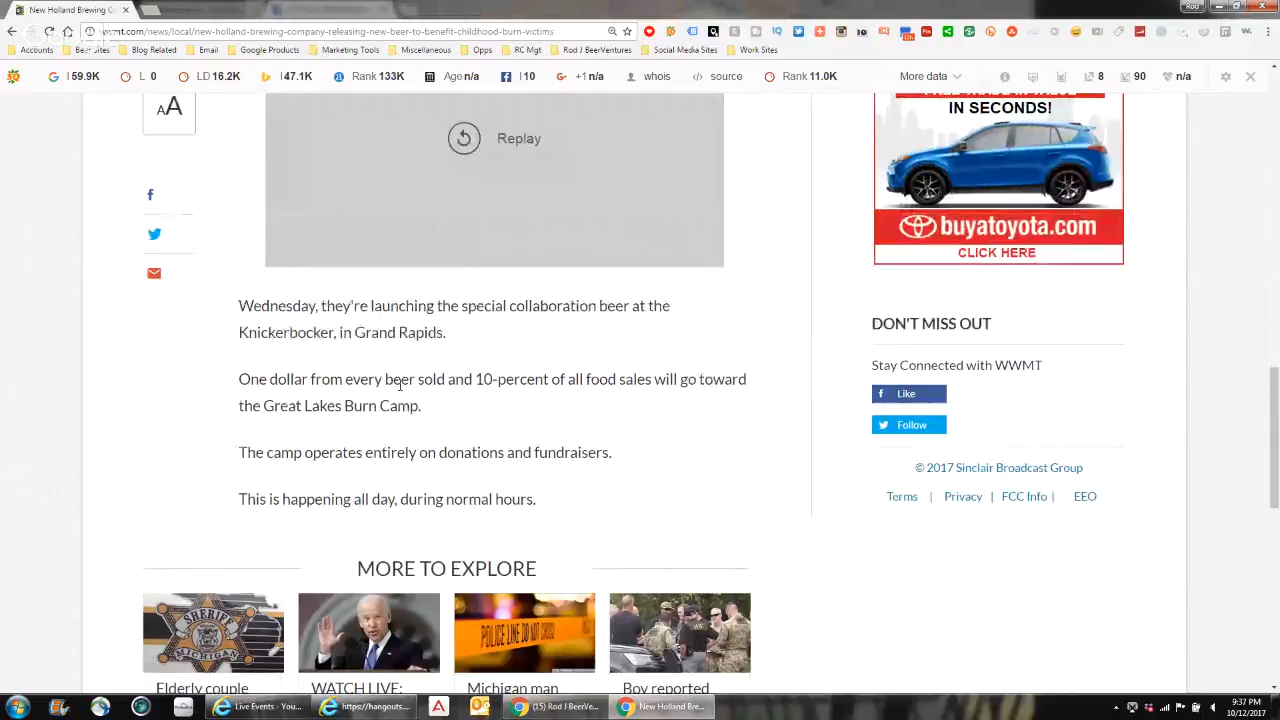 New Holland Brewing Co
Rod
wwmt.com/news/local/new-holland-brewing-company-releasing-new-beer-to-benefit-childhood-burn-victims
Accounts
Blog Related
Google Products
Marketing Tools
Miscellaneous
RC Mgt
Rod J BeerVentures
Social Media Sites
Work Sites
I 59.9K
L 0
LD 16.2K
I 47.1K
Rank 133K
Age n/a
I 10
+1 n/a
whois
source
Rank 11.0K
More data
8
90
n/a
AA
Replay
IN SECONDS!
buyatoyota.com
CLICK HERE
Wednesday, they're launching the special collaboration beer at the
Knickerbocker, in Grand Rapids.
One dollar from every beer sold and 10-percent of all food sales will go toward
the Great Lakes Burn Camp.
The camp operates entirely on donations and fundraisers.
This is happening all day, during normal hours.
DON'T MISS OUT
Stay Connected with WWMT
Like
Follow
© 2017 Sinclair Broadcast Group
Terms | Privacy | FCC Info | EEO
MORE TO EXPLORE
SHERIFF
MICHIGAN
POLICE LINE DO NOT CROSS
Elderly couple
WATCH LIVE:
Michigan man
Boy reported
Live Events - You...
https://hangouts...
(15) Rod J BeerVe...
New Holland Bre...
9:37 PM
10/12/2017